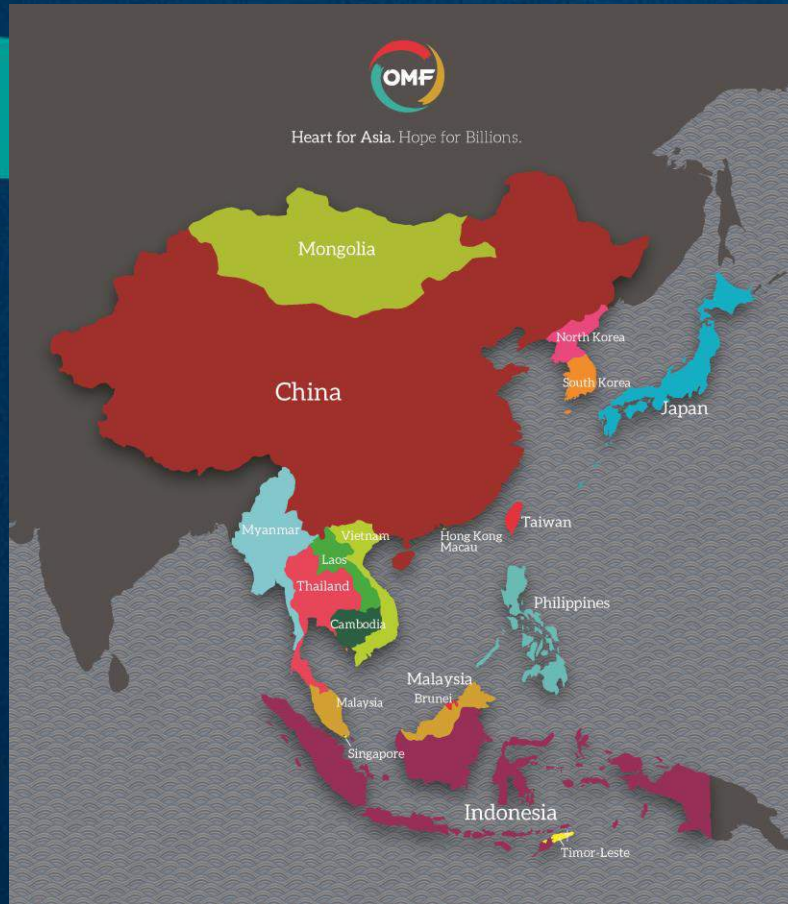 OMF
Heart for Asia. Hope for Billions.
Mongolia
North Korea
China
South Korea
Japan
Taiwan
Myanmar
Vietnam
Hong Kong
Macau
Laos
Thailand
Philippines
Cambodia
Malaysia
Brunei
Malaysia
Singapore
Indonesia
Timor-Leste